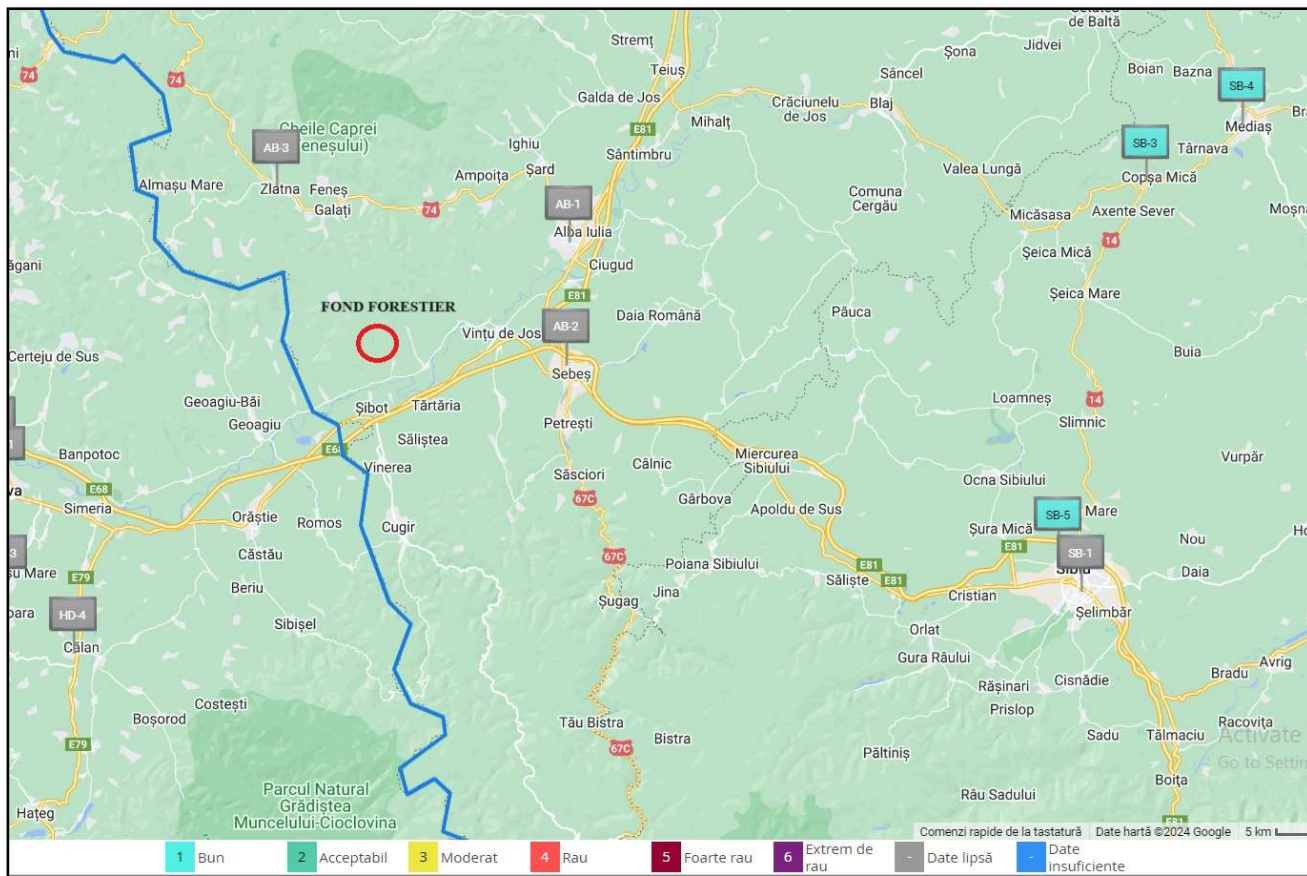 Cetatea
de Baltă
Stremț
Șona
Jidvei
Teiuș
Sâncel
Boian
Bazna
74
74
SB-4
Galda de Jos
Crăciunelu
de Jos
Blaj
Mihalț
Mediaș
Cheile Caprei
E81
AB-3
Ighiu
Sântimbru
SB-3
Târnava
Almașu Mare
Zlatna
Feneș
Ampoița
Șard
Valea Lungă
Copșa Mică
Galați
74
AB-1
Comuna
Cergău
Micăsasa
Axente Sever
Alba Iulia
14
Șeica Mică
Ciugud
E81
Șeica Mare
FOND FORESTIER
Vințu de Jos
AB-2
Daia Română
Păuca
Certeju de Sus
Buia
Sebeș
Geoagiu-Băi
Șibot
Tărtăria
Loamneș
14
Geoagiu
Petrești
Slimnic
Săliștea
Banpotoc
Miercurea
Sibiului
Vurpăr
Vinerea
Săsciori
Câlnic
E68
Ocna Sibiului
Simeria
67C
Gârbova
Apoldu de Sus
Orăștie
Romos
Cugir
SB-5
Mare
Șura Mică
Căstău
Nou
E81
SB-1
67C
Poiana Sibiului
E81
Sibiu
Daia
E79
Beriu
Săliște
E81
Jina
Cristian
HD-4
Șugag
Șelimbăr
Sibișel
Orlat
Călan
Gura Râului
Avrig
Bradu
Cisnădie
Rășinari
Costești
Prislop
Boșorod
Tău Bistra
Racovița
Bistra
Sadu
Tălmaciu
E79
67C
Păltiniș
Activate
Go to Settin
Boița
Parcul Natural
Grădiștea
Muncelului-Cioclovina
Râu Sadului
Hațeg
E81
Comenzi rapide de la tastatură Date hartă ©2024 Google 5 km
1 Bun 2 Acceptabil 3 Moderat 4 Rau 5 Foarte rau 6 Extrem de
rau - Date lipsă - Date
insuficiente